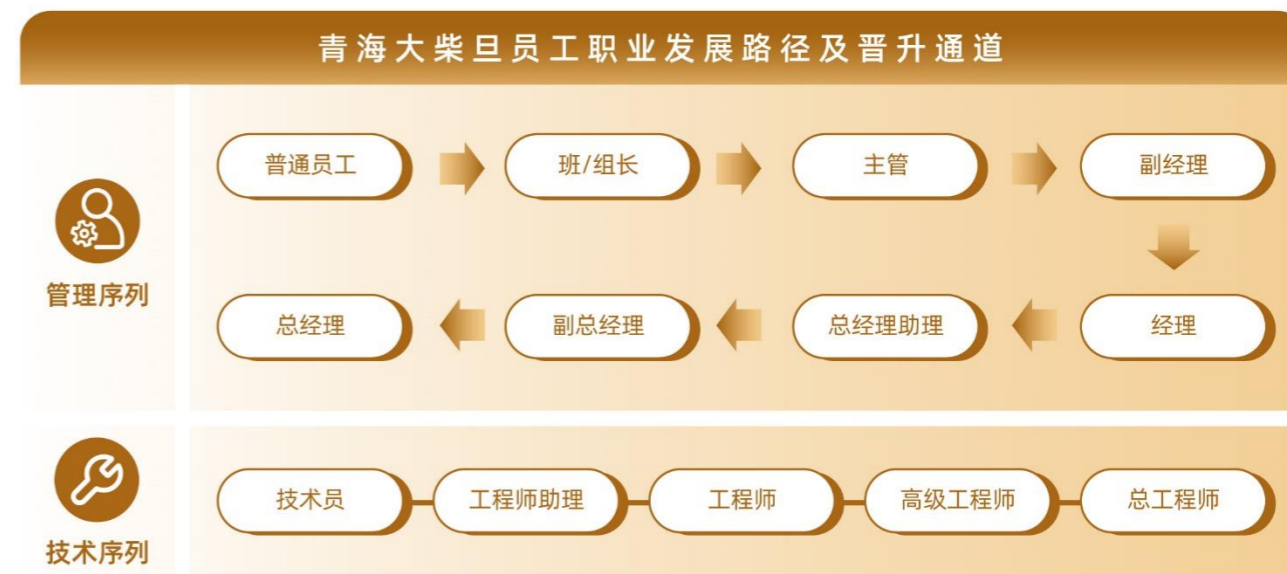 青海大柴旦员工职业发展路径及晋升通道
管理序列
普通员工
班/组长
主管
副经理
经理
总经理助理
副总经理
总经理
技术序列
技术员
工程师助理
工程师
高级工程师
总工程师